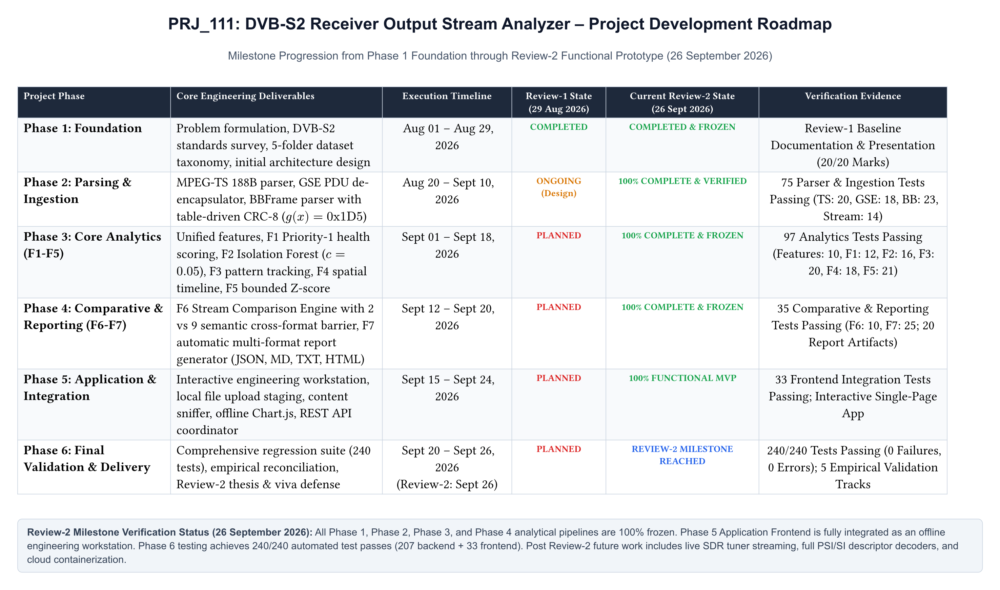 PRJ_111: DVB-S2 Receiver Output Stream Analyzer – Project Development Roadmap
Milestone Progression from Phase 1 Foundation through Review-2 Functional Prototype (26 September 2026)
Project Phase
Core Engineering Deliverables
Execution Timeline
Review-1 State
(29 Aug 2026)
Current Review-2 State
(26 Sept 2026)
Verification Evidence
Phase 1: Foundation
Problem formulation, DVB-S2
standards survey, 5-folder dataset
taxonomy, initial architecture design
Aug 01 – Aug 29,
2026
COMPLETED
COMPLETED & FROZEN
Review-1 Baseline
Documentation & Presentation
(20/20 Marks)
Phase 2: Parsing &
Ingestion
MPEG-TS 188B parser, GSE PDU de-
encapsulator, BBFrame parser with
table-driven CRC-8 (g(x) = 0x1D5)
Aug 20 – Sept 10,
2026
ONGOING
(Design)
100% COMPLETE & VERIFIED
75 Parser & Ingestion Tests
Passing (TS: 20, GSE: 18, BB: 23,
Stream: 14)
Phase 3: Core Analytics
(F1-F5)
Unified features, F1 Priority-1 health
scoring, F2 Isolation Forest (c =
0.05), F3 pattern tracking, F4 spatial
timeline, F5 bounded Z-score
Sept 01 – Sept 18,
2026
PLANNED
100% COMPLETE & FROZEN
97 Analytics Tests Passing
(Features: 10, F1: 12, F2: 16, F3:
20, F4: 18, F5: 21)
Phase 4: Comparative &
Reporting (F6-F7)
F6 Stream Comparison Engine with 2
vs 9 semantic cross-format barrier, F7
automatic multi-format report
generator (JSON, MD, TXT, HTML)
Sept 12 – Sept 20,
2026
PLANNED
100% COMPLETE & FROZEN
35 Comparative & Reporting
Tests Passing (F6: 10, F7: 25; 20
Report Artifacts)
Phase 5: Application &
Integration
Interactive engineering workstation,
local file upload staging, content
sniffer, offline Chart.js, REST API
coordinator
Sept 15 – Sept 24,
2026
PLANNED
100% FUNCTIONAL MVP
33 Frontend Integration Tests
Passing; Interactive Single-Page
App
Phase 6: Final
Validation & Delivery
Comprehensive regression suite (240
tests), empirical reconciliation,
Review-2 thesis & viva defense
Sept 20 – Sept 26,
2026
(Review-2: Sept 26)
PLANNED
REVIEW-2 MILESTONE
REACHED
240/240 Tests Passing (0 Failures,
0 Errors); 5 Empirical Validation
Tracks
Review-2 Milestone Verification Status (26 September 2026): All Phase 1, Phase 2, Phase 3, and Phase 4 analytical pipelines are 100% frozen. Phase 5 Application Frontend is fully integrated as an offline
engineering workstation. Phase 6 testing achieves 240/240 automated test passes (207 backend + 33 frontend). Post Review-2 future work includes live SDR tuner streaming, full PSI/SI descriptor decoders, and
cloud containerization.